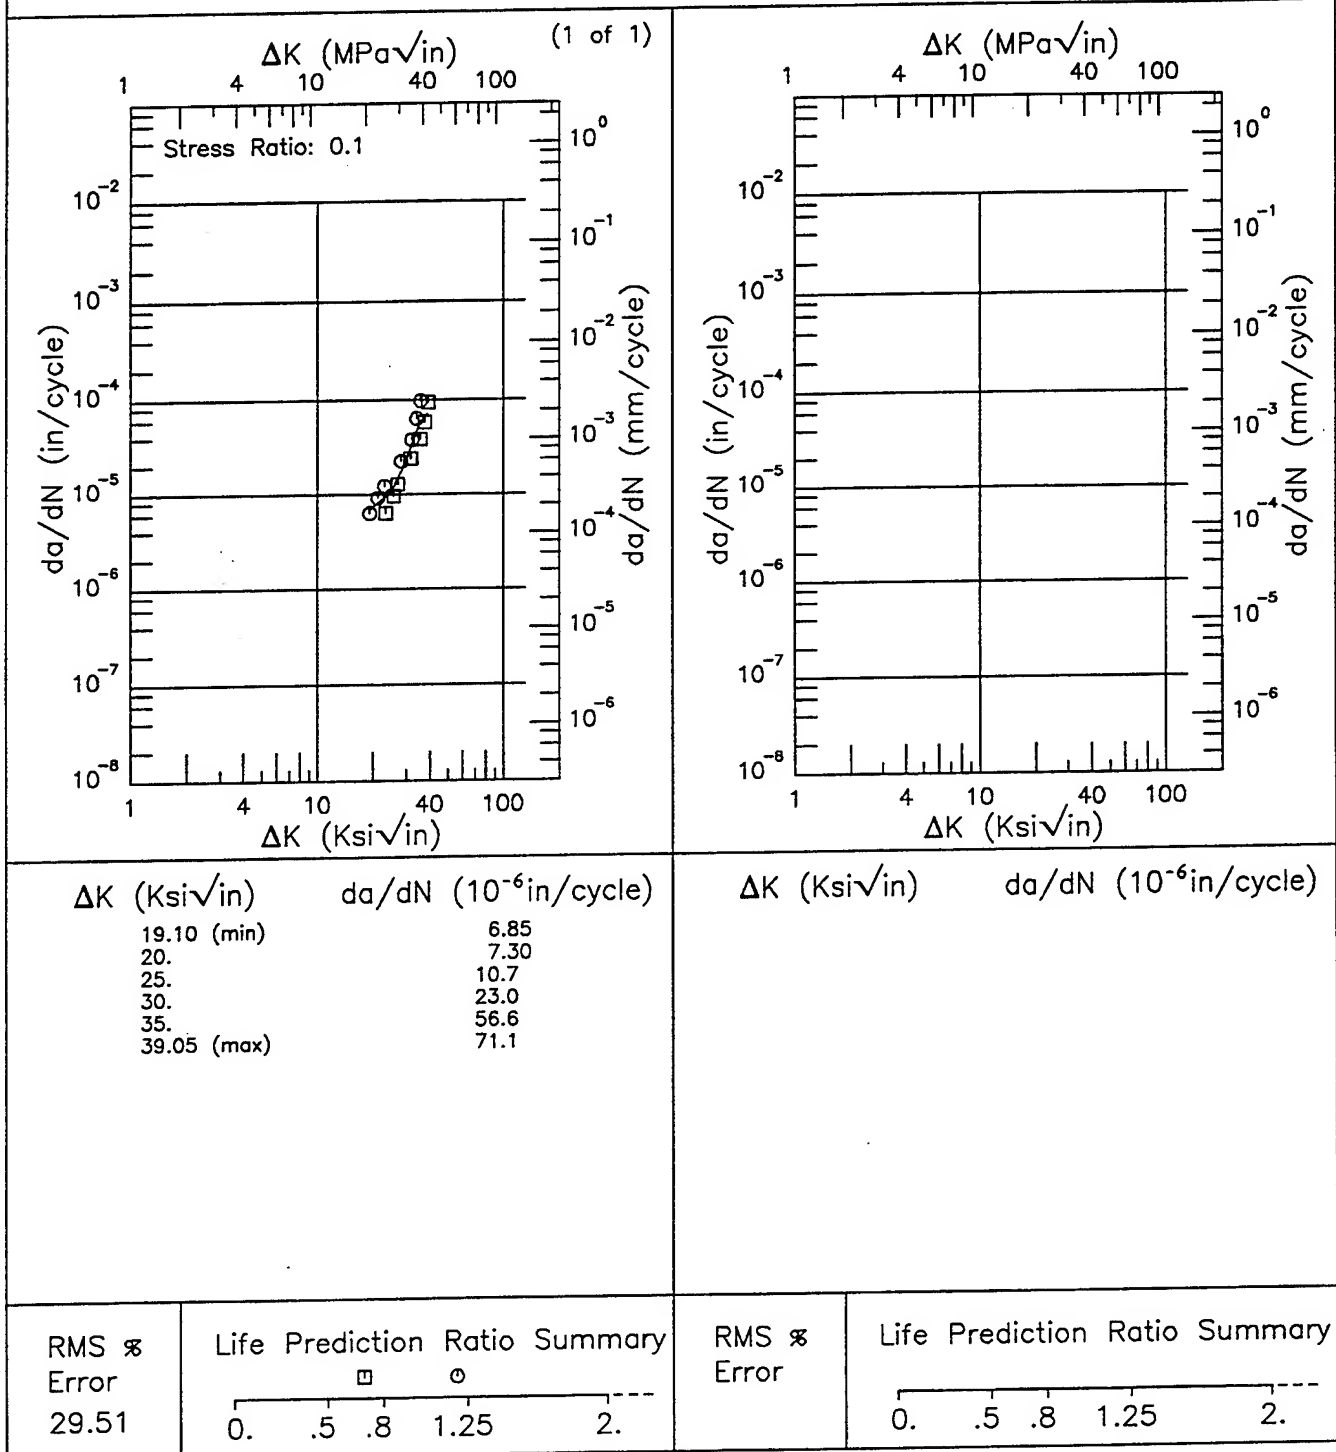 (1 of 1)
ΔK (MPa√in)
1 4 10 40 100
Stress Ratio: 0.1
10⁰
10⁻¹
10⁻²
10⁻³
10⁻⁴
10⁻⁵
10⁻⁶
da/dN (mm/cycle)
10⁻²
10⁻³
10⁻⁴
10⁻⁵
10⁻⁶
10⁻⁷
10⁻⁸
da/dN (in/cycle)
1 4 10 40 100
ΔK (Ksi√in)
ΔK (Ksi√in) da/dN (10⁻⁶in/cycle)
19.10 (min) 6.85
20. 7.30
25. 10.7
30. 23.0
35. 56.6
39.05 (max) 71.1
RMS %
Error
29.51
Life Prediction Ratio Summary
0. .5 .8 1.25 2.
ΔK (MPa√in)
1 4 10 40 100
10⁰
10⁻¹
10⁻²
10⁻³
10⁻⁴
10⁻⁵
10⁻⁶
da/dN (mm/cycle)
10⁻²
10⁻³
10⁻⁴
10⁻⁵
10⁻⁶
10⁻⁷
10⁻⁸
da/dN (in/cycle)
1 4 10 40 100
ΔK (Ksi√in)
ΔK (Ksi√in) da/dN (10⁻⁶in/cycle)
RMS %
Error
Life Prediction Ratio Summary
0. .5 .8 1.25 2.